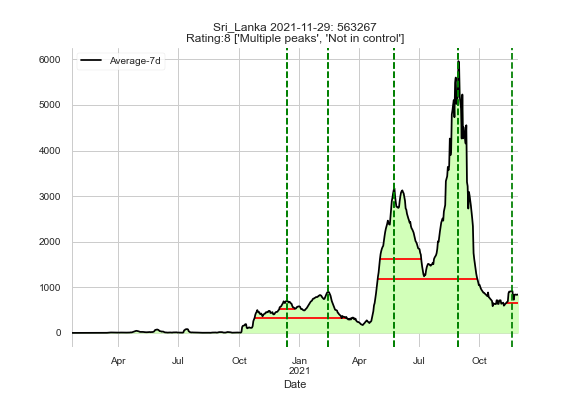 Sri_Lanka 2021-11-29: 563267
Rating:8 ['Multiple peaks', 'Not in control']
Average-7d
6000
5000
4000
3000
2000
1000
0
Apr Jul Oct Jan Apr Jul Oct
2021
Date